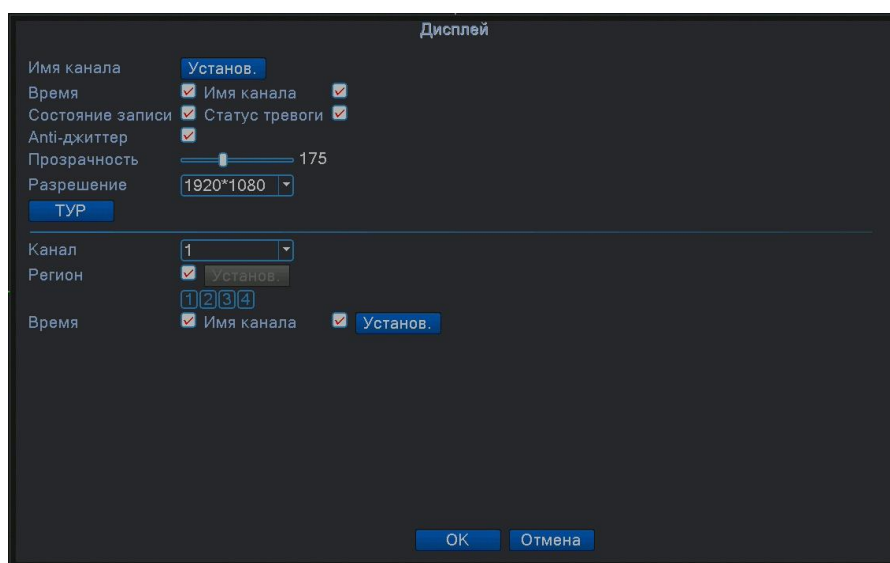 Дисплей
Имя канала Установ.
Время Имя канала
Состояние записи Статус тревоги
Anti-джиттер
Прозрачность 175
Разрешение 1920*1080
ТУР
Канал 1
Регион Установ.
1 2 3 4
Время Имя канала Установ.
OK Отмена